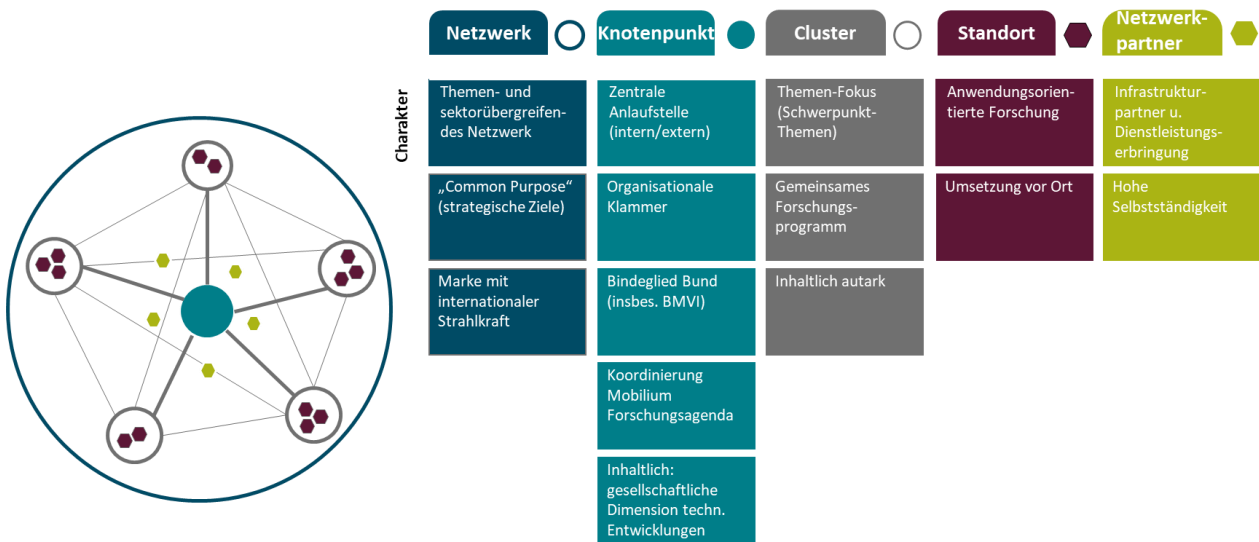 Netzwerk
Knotenpunkt
Cluster
Standort
Netzwerk-
partner
Charakter
Themen- und
sektorübergreifen-
des Netzwerk
Zentrale
Anlaufstelle
(intern/extern)
Themen-Fokus
(Schwerpunkt-
Themen)
Anwendungsorien-
tierte Forschung
Infrastruktur-
partner u.
Dienstleistungs-
erbringung
„Common Purpose“
(strategische Ziele)
Organisationale
Klammer
Gemeinsames
Forschungs-
programm
Umsetzung vor Ort
Hohe
Selbstständigkeit
Marke mit
internationaler
Strahlkraft
Bindeglied Bund
(insbes. BMVI)
Inhaltlich autark
Koordinierung
Mobilium
Forschungsagenda
Inhaltlich:
gesellschaftliche
Dimension techn.
Entwicklungen